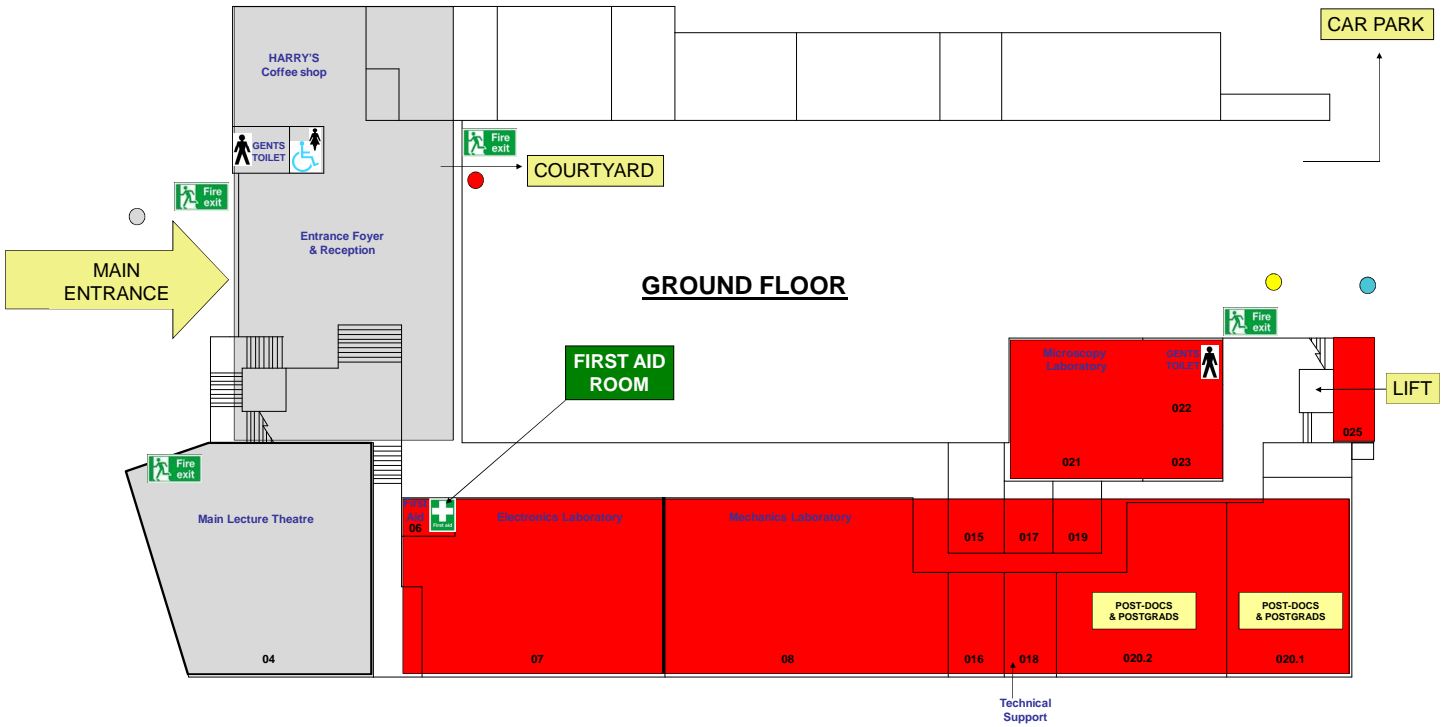 CAR PARK
HARRY'S
Coffee shop
GENTS
TOILET
Fire
exit
COURTYARD
Fire
exit
Entrance Foyer
& Reception
MAIN
ENTRANCE
GROUND FLOOR
Fire
exit
FIRST AID
ROOM
Microscopy
Laboratory
GENTS
TOILET
LIFT
022
025
021
023
Fire
exit
Main Lecture Theatre
First
Aid
06
First aid
Electronics Laboratory
Mechanics Laboratory
015
017
019
POST-DOCS
& POSTGRADS
POST-DOCS
& POSTGRADS
04
07
08
016
018
020.2
020.1
Technical
Support